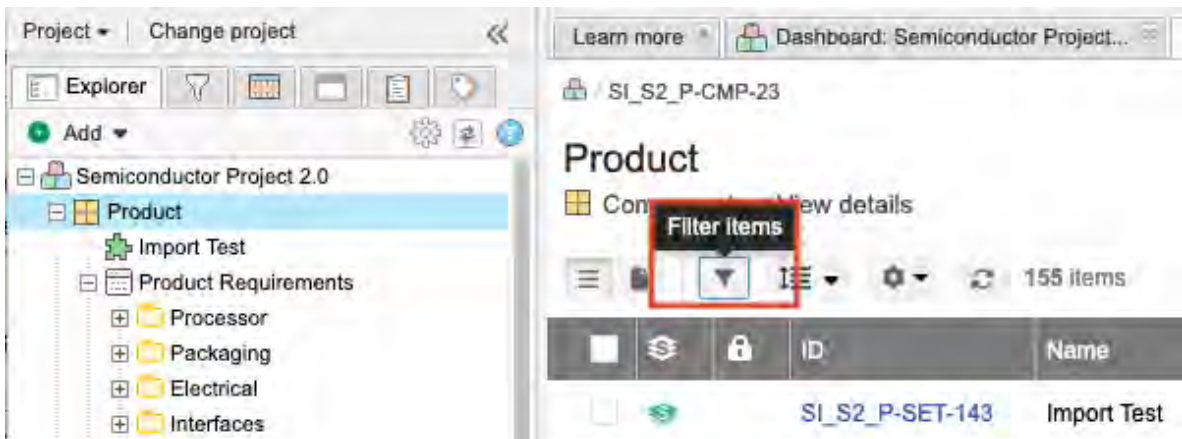 Project
Change project
Learn more
Dashboard: Semiconductor Project...
Explorer
SI_S2_P-CMP-23
Add
Product
Semiconductor Project 2.0
View details
Product
Filter items
Import Test
155 items
Product Requirements
Processor
ID
Name
Packaging
Electrical
SI_S2_P-SET-143
Import Test
Interfaces